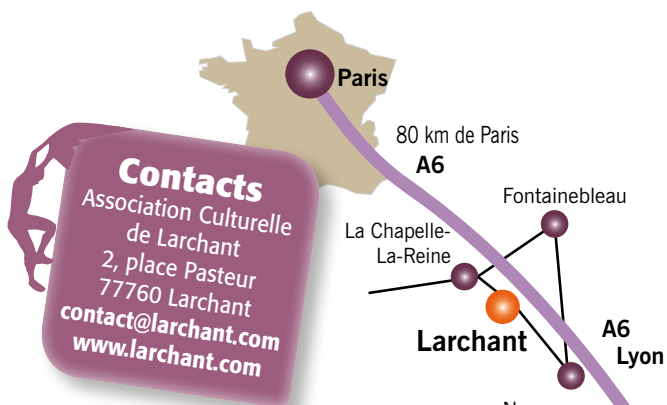 Paris
80 km de Paris
A6
Fontainebleau
La Chapelle-
La-Reine
Larchant
A6
Lyon
Contacts
Association Culturelle
de Larchant
2, place Pasteur
77760 Larchant
contact@larchant.com
www.larchant.com